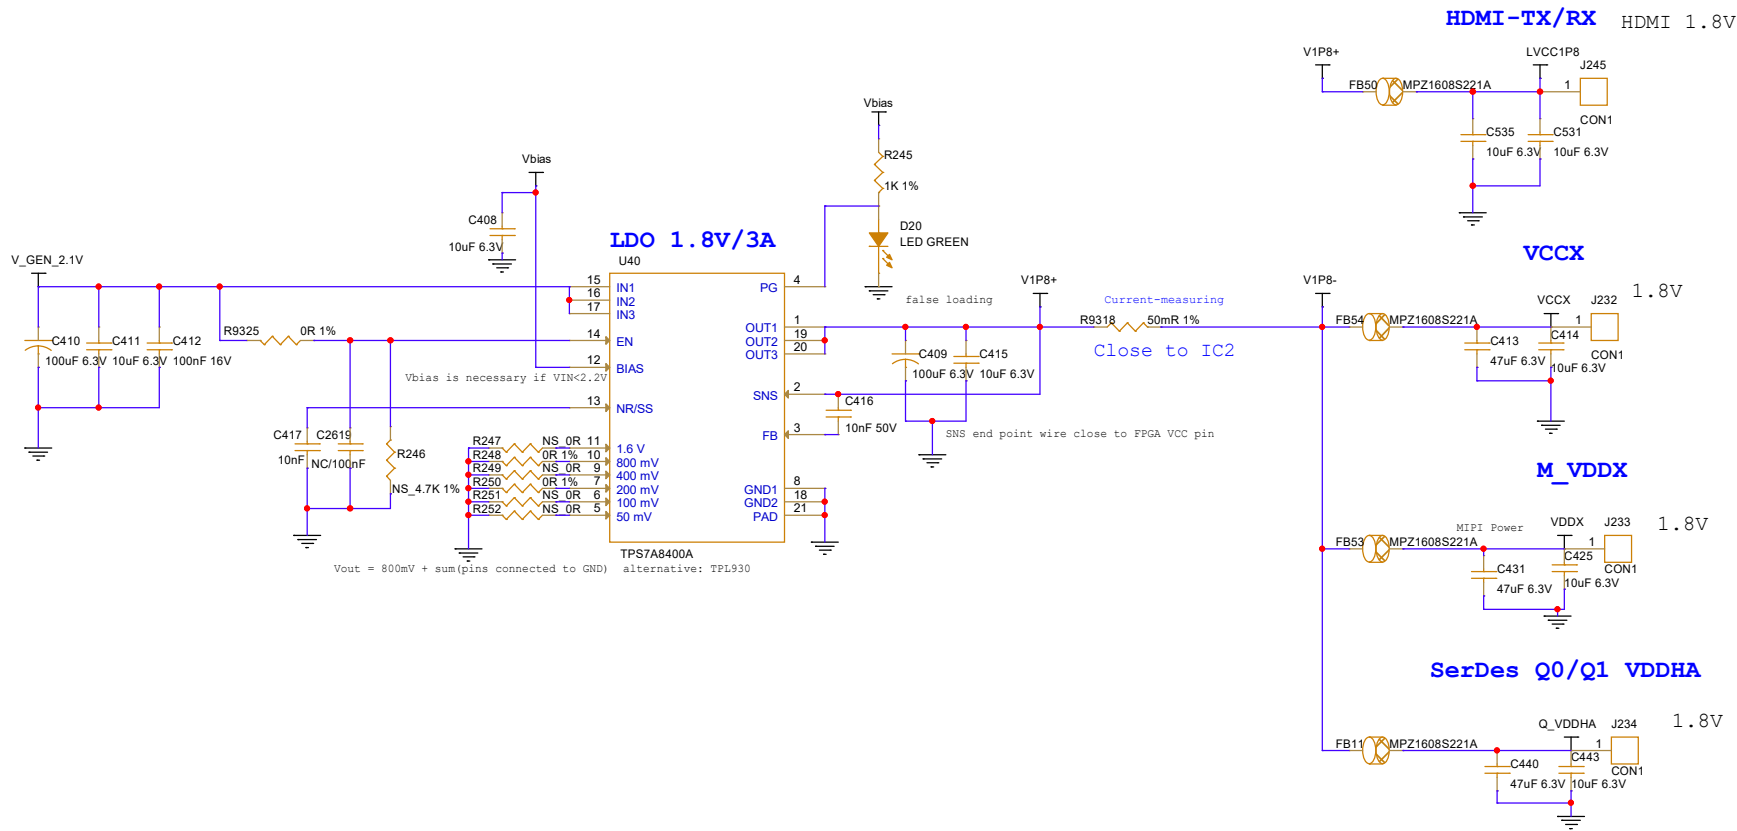 HDMI-TX/RX HDMI 1.8V
V1P8+ LVCC1P8 J245
FB50 MPZ1608S221A 1
CON1
C535 C531
10uF 6.3V 10uF 6.3V
Vbias
R245
1K 1%
D20
LED GREEN
Vbias
C408
10uF 6.3V
LDO 1.8V/3A
U40
V_GEN_2.1V
C410 C411 C412
100uF 6.3V 10uF 6.3V 100nF 16V
R9325 0R 1%
15 IN1
16 IN2
17 IN3
14 EN
12 BIAS
Vbias is necessary if VIN<2.2V
13 NR/SS
C417 C2619
10nF NC/100nF
R246
NS_4.7K 1%
R247 NS_0R 11 1.6 V
R248 0R 1% 10 800 mV
R249 NS_0R 9 400 mV
R250 0R 1% 7 200 mV
R251 NS_0R 6 100 mV
R252 NS_0R 5 50 mV
PG 4
OUT1 1
OUT2 19
OUT3 20
SNS 2
FB 3
GND1 8
GND2 18
PAD 21
TPS7A8400A
Vout = 800mV + sum(pins connected to GND) alternative: TPL930
false loading
V1P8+
C409 C415
100uF 6.3V 10uF 6.3V
C416
10nF 50V
SNS end point wire close to FPGA VCC pin
Current-measuring
R9318 50mR 1%
Close to IC2
V1P8-
VCCX
1.8V
VCCX J232
FB54 MPZ1608S221A 1
CON1
C413 C414
47uF 6.3V 10uF 6.3V
M_VDDX
1.8V
MIPI Power VDDX J233
FB53 MPZ1608S221A 1
CON1
C431 C425
47uF 6.3V 10uF 6.3V
SerDes Q0/Q1 VDDHA
1.8V
Q_VDDHA J234
FB11 MPZ1608S221A 1
CON1
C440 C443
47uF 6.3V 10uF 6.3V